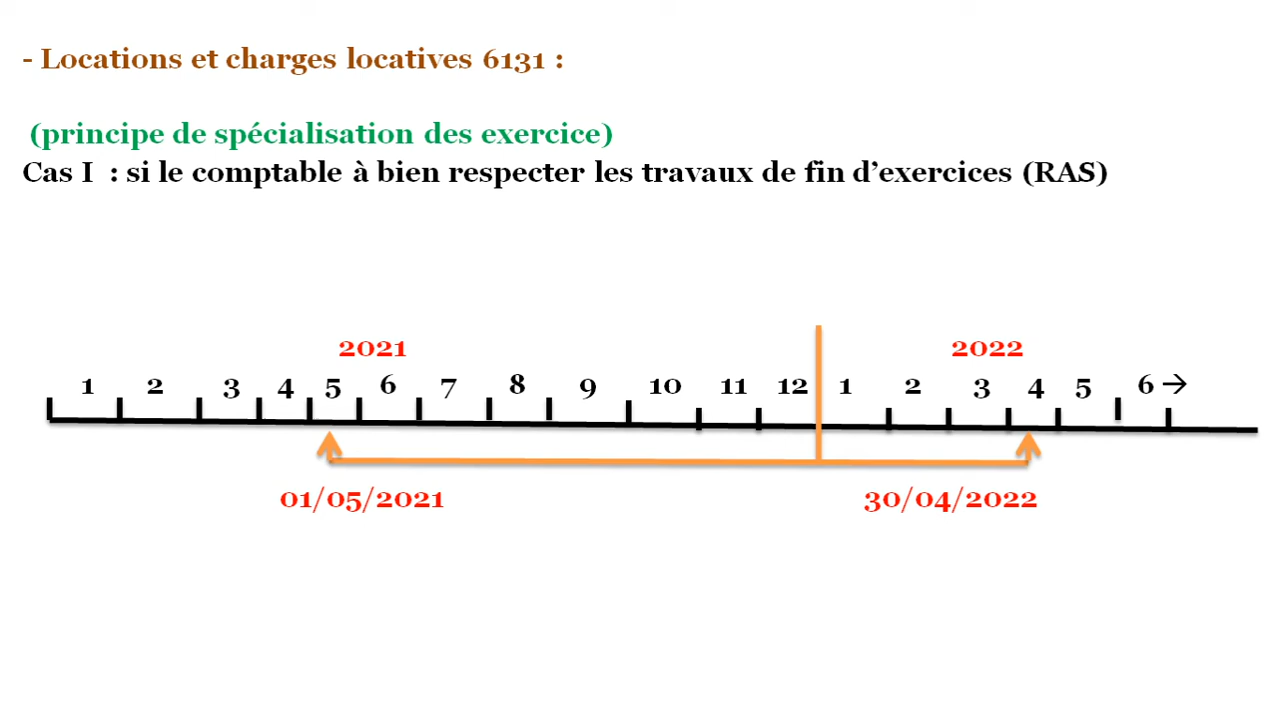 - Locations et charges locatives 6131 :
(principe de spécialisation des exercice)
Cas I : si le comptable à bien respecter les travaux de fin d'exercices (RAS)
2021 2022
1 2 3 4 5 6 7 8 9 10 11 12 1 2 3 4 5 6 →
01/05/2021 30/04/2022